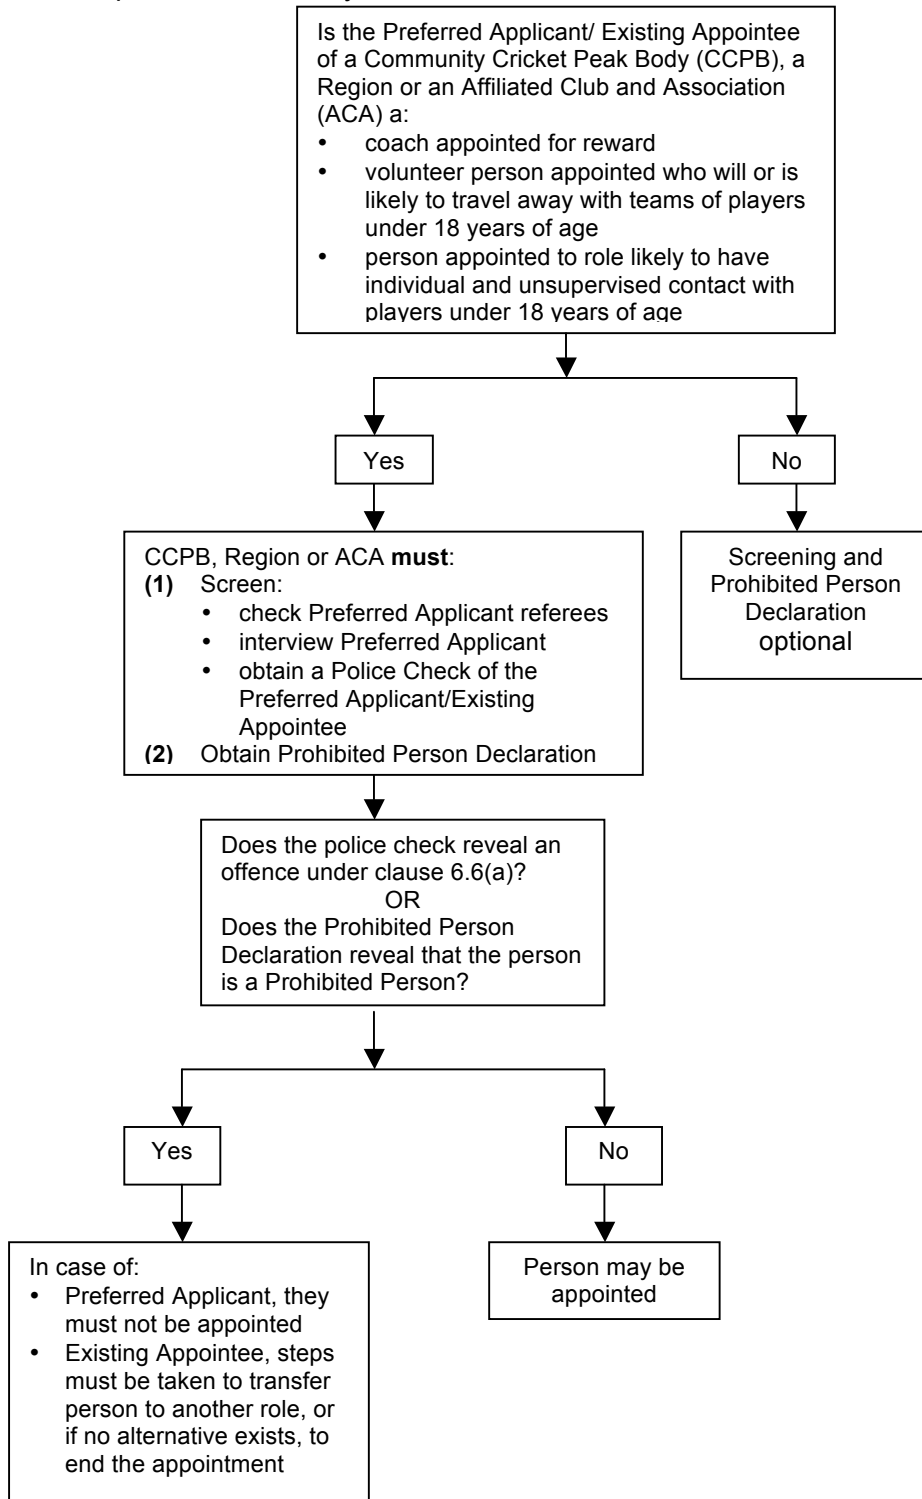 Is the Preferred Applicant/ Existing Appointee
of a Community Cricket Peak Body (CCPB), a
Region or an Affiliated Club and Association
(ACA) a:
• coach appointed for reward
• volunteer person appointed who will or is
likely to travel away with teams of players
under 18 years of age
• person appointed to role likely to have
individual and unsupervised contact with
players under 18 years of age
Yes
No
CCPB, Region or ACA must:
(1) Screen:
• check Preferred Applicant referees
• interview Preferred Applicant
• obtain a Police Check of the
Preferred Applicant/Existing
Appointee
(2) Obtain Prohibited Person Declaration
Screening and
Prohibited Person
Declaration
optional
Does the police check reveal an
offence under clause 6.6(a)?
OR
Does the Prohibited Person
Declaration reveal that the person
is a Prohibited Person?
Yes
No
In case of:
• Preferred Applicant, they
must not be appointed
• Existing Appointee, steps
must be taken to transfer
person to another role, or
if no alternative exists, to
end the appointment
Person may be
appointed